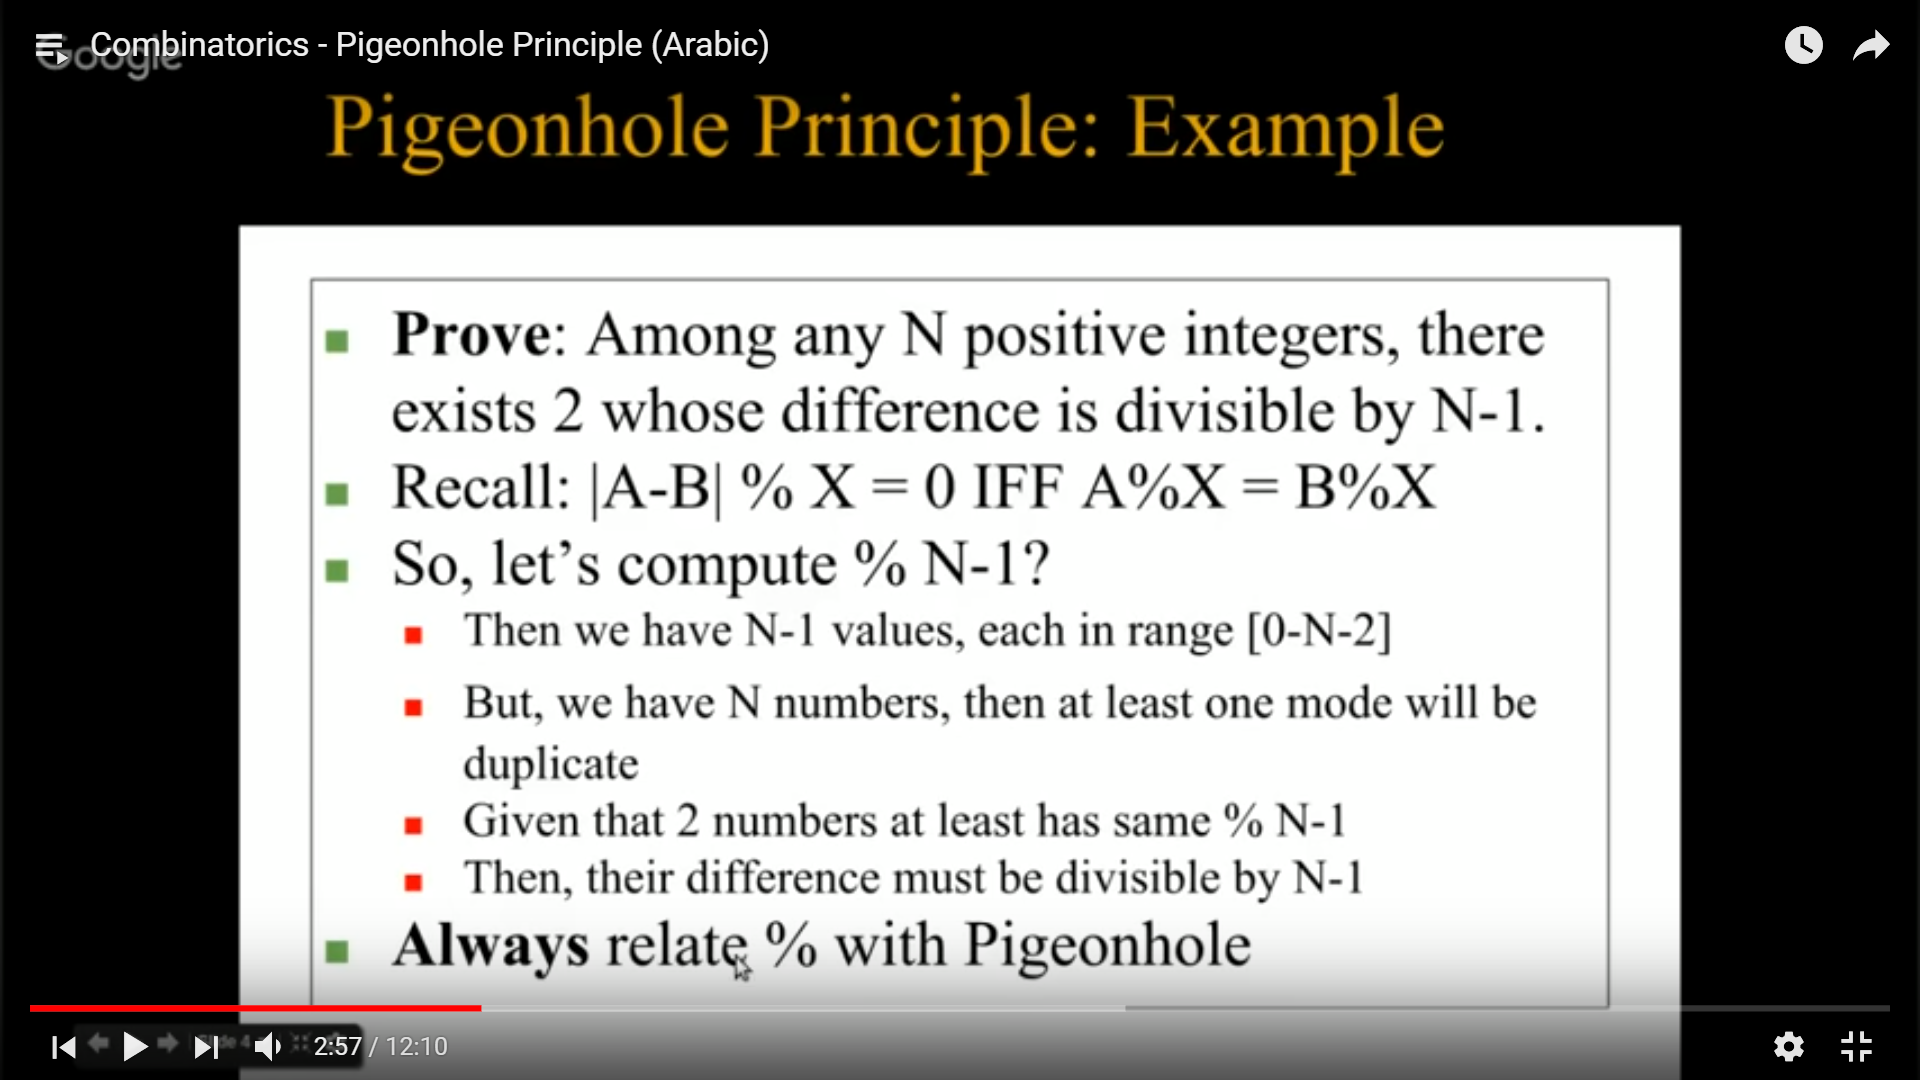 Combinatorics - Pigeonhole Principle (Arabic)
Google
Pigeonhole Principle: Example
Prove: Among any N positive integers, there
exists 2 whose difference is divisible by N-1.
Recall: |A-B| % X = 0 IFF A%X = B%X
So, let's compute % N-1?
Then we have N-1 values, each in range [0-N-2]
But, we have N numbers, then at least one mode will be
duplicate
Given that 2 numbers at least has same % N-1
Then, their difference must be divisible by N-1
Always relate % with Pigeonhole
2:57 / 12:10